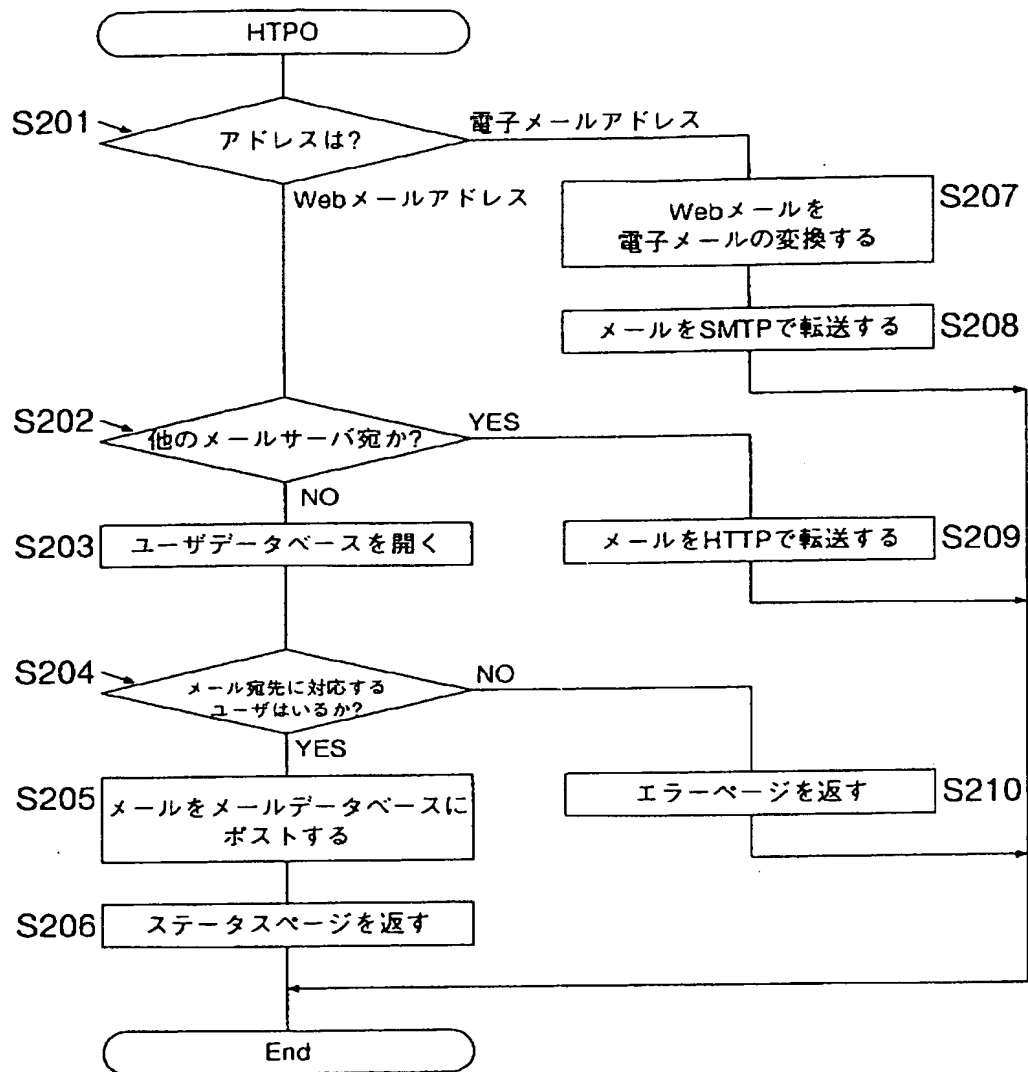 HTPO
S201
アドレスは?
電子メールアドレス
Webメールアドレス
Webメールを
電子メールの変換する
S207
メールをSMTPで転送する
S208
S202
他のメールサーバ宛か?
YES
NO
S203
ユーザデータベースを開く
メールをHTTPで転送する
S209
S204
メール宛先に対応する
ユーザはいるか?
NO
YES
S205
メールをメールデータベースに
ポストする
エラーページを返す
S210
S206
ステータスページを返す
End